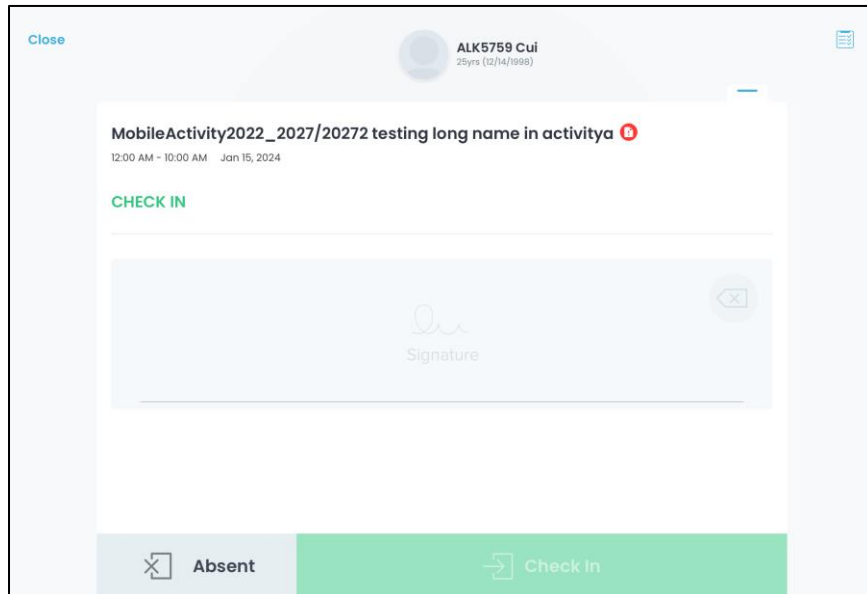 Close
ALK5759 Cui
25yrs (12/14/1998)
MobileActivity2022_2027/20272 testing long name in activitya
12:00 AM - 10:00 AM Jan 15, 2024
CHECK IN
Signature
Absent
Check In